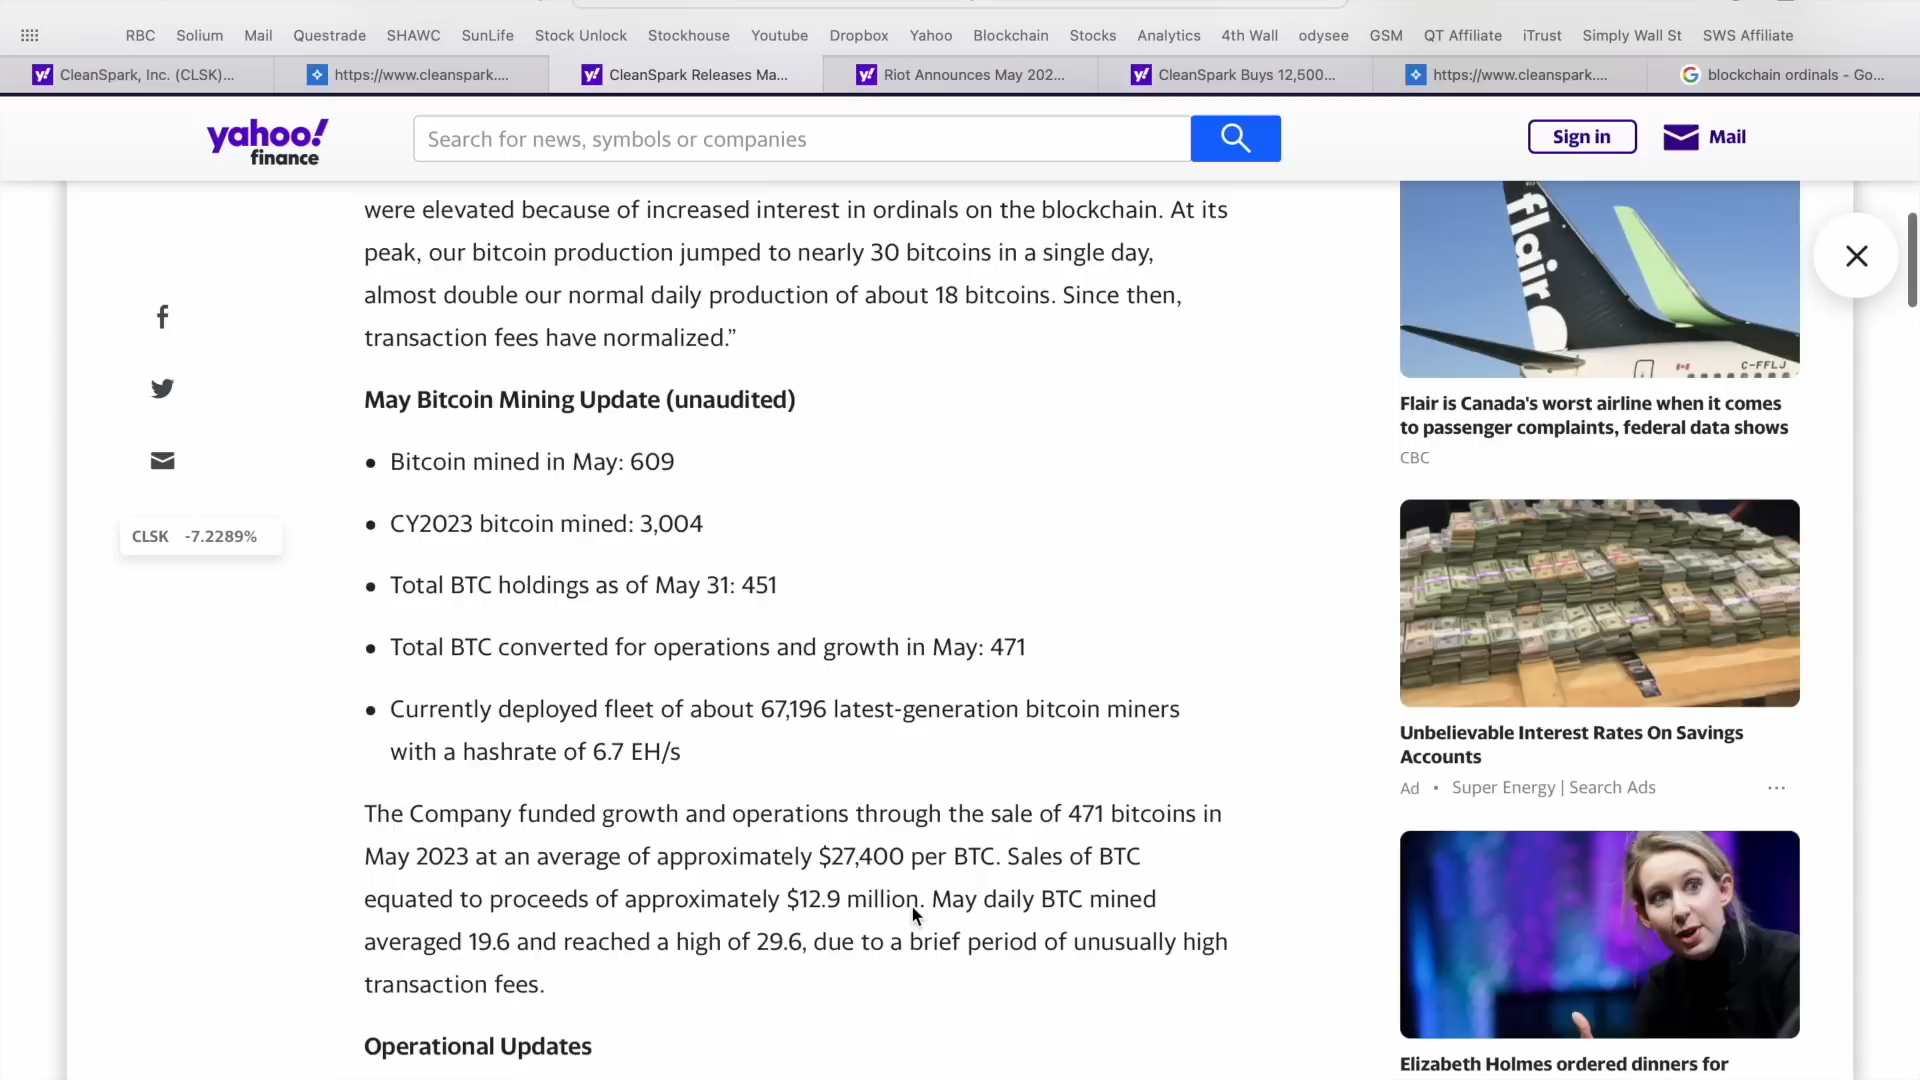 RBC Solium Mail Questrade SHAWC SunLife Stock Unlock Stockhouse Youtube Dropbox Yahoo Blockchain Stocks Analytics 4th Wall odysee GSM QT Affiliate iTrust Simply Wall St SWS Affiliate
CleanSpark, Inc. (CLSK)... https://www.cleanspark.... CleanSpark Releases Ma... Riot Announces May 202... CleanSpark Buys 12,500... https://www.cleanspark.... blockchain ordinals - Go...
yahoo!
finance
Search for news, symbols or companies
Sign in
Mail
were elevated because of increased interest in ordinals on the blockchain. At its
peak, our bitcoin production jumped to nearly 30 bitcoins in a single day,
almost double our normal daily production of about 18 bitcoins. Since then,
transaction fees have normalized.”
May Bitcoin Mining Update (unaudited)
• Bitcoin mined in May: 609
• CY2023 bitcoin mined: 3,004
• Total BTC holdings as of May 31: 451
• Total BTC converted for operations and growth in May: 471
• Currently deployed fleet of about 67,196 latest-generation bitcoin miners
with a hashrate of 6.7 EH/s
The Company funded growth and operations through the sale of 471 bitcoins in
May 2023 at an average of approximately $27,400 per BTC. Sales of BTC
equated to proceeds of approximately $12.9 million. May daily BTC mined
averaged 19.6 and reached a high of 29.6, due to a brief period of unusually high
transaction fees.
Operational Updates
CLSK -7.2289%
flair
C-FFLJ
Flair is Canada's worst airline when it comes
to passenger complaints, federal data shows
CBC
Unbelievable Interest Rates On Savings
Accounts
Ad • Super Energy | Search Ads
Elizabeth Holmes ordered dinners for